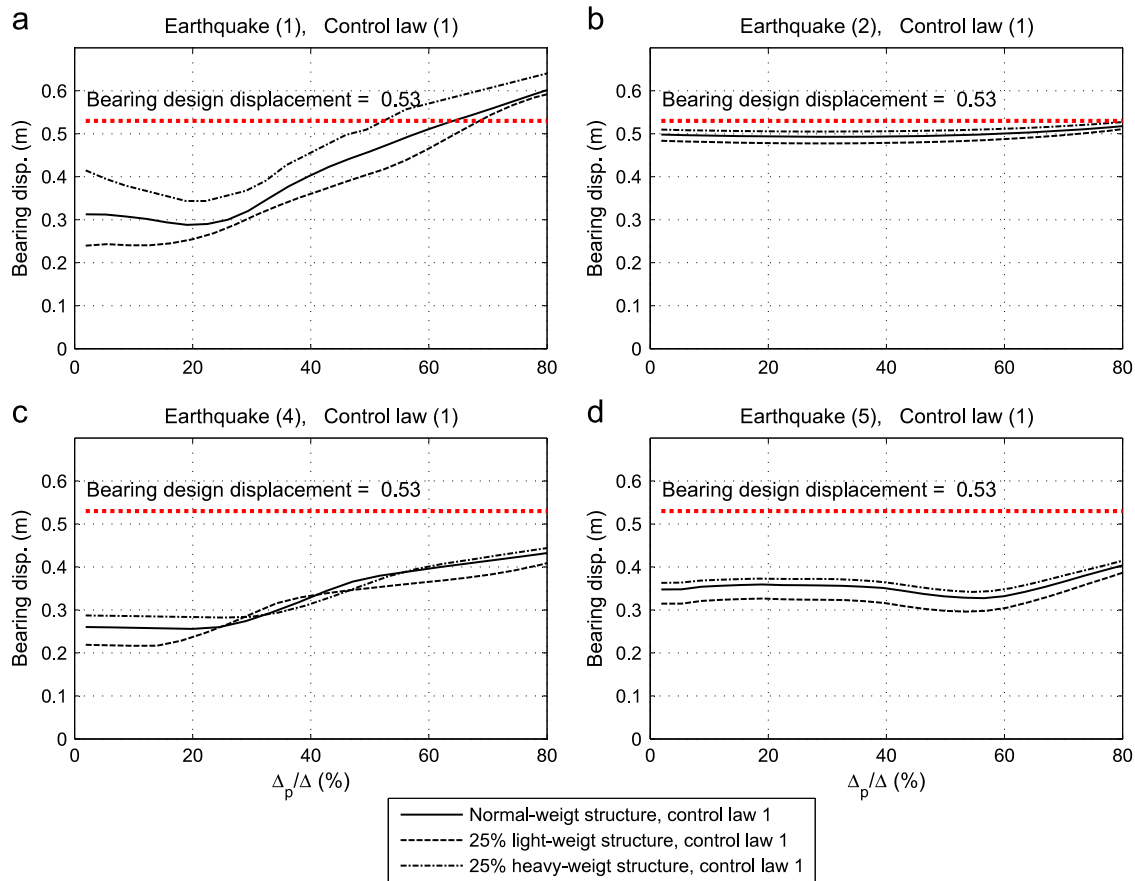 a
Earthquake (1), Control law (1)
Bearing disp. (m)
0.6
0.5
0.4
0.3
0.2
0.1
0
Bearing design displacement = 0.53
0 20 40 60 80
b
Earthquake (2), Control law (1)
Bearing disp. (m)
0.6
0.5
0.4
0.3
0.2
0.1
0
Bearing design displacement = 0.53
0 20 40 60 80
c
Earthquake (4), Control law (1)
Bearing disp. (m)
0.6
0.5
0.4
0.3
0.2
0.1
0
Bearing design displacement = 0.53
0 20 40 60 80
Δp/Δ (%)
d
Earthquake (5), Control law (1)
Bearing disp. (m)
0.6
0.5
0.4
0.3
0.2
0.1
0
Bearing design displacement = 0.53
0 20 40 60 80
Δp/Δ (%)
Normal-weigt structure, control law 1
25% light-weigt structure, control law 1
25% heavy-weigt structure, control law 1